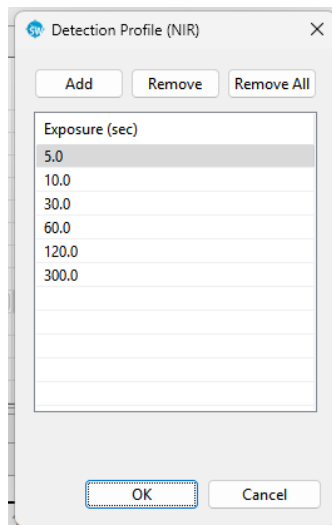 SW Detection Profile (NIR)
Add Remove Remove All
Exposure (sec)
5.0
10.0
30.0
60.0
120.0
300.0
OK Cancel